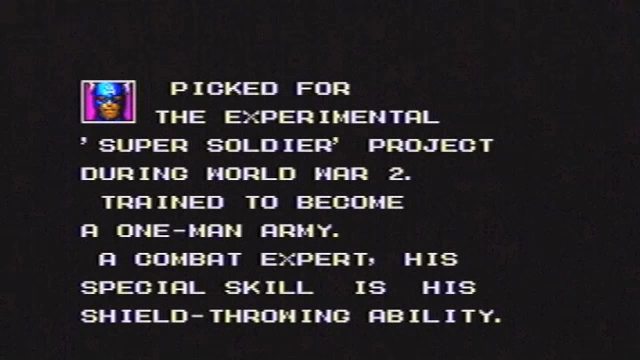 PICKED FOR
THE EXPERIMENTAL
'SUPER SOLDIER' PROJECT
DURING WORLD WAR 2.
TRAINED TO BECOME
A ONE-MAN ARMY.
A COMBAT EXPERT, HIS
SPECIAL SKILL IS HIS
SHIELD-THROWING ABILITY.